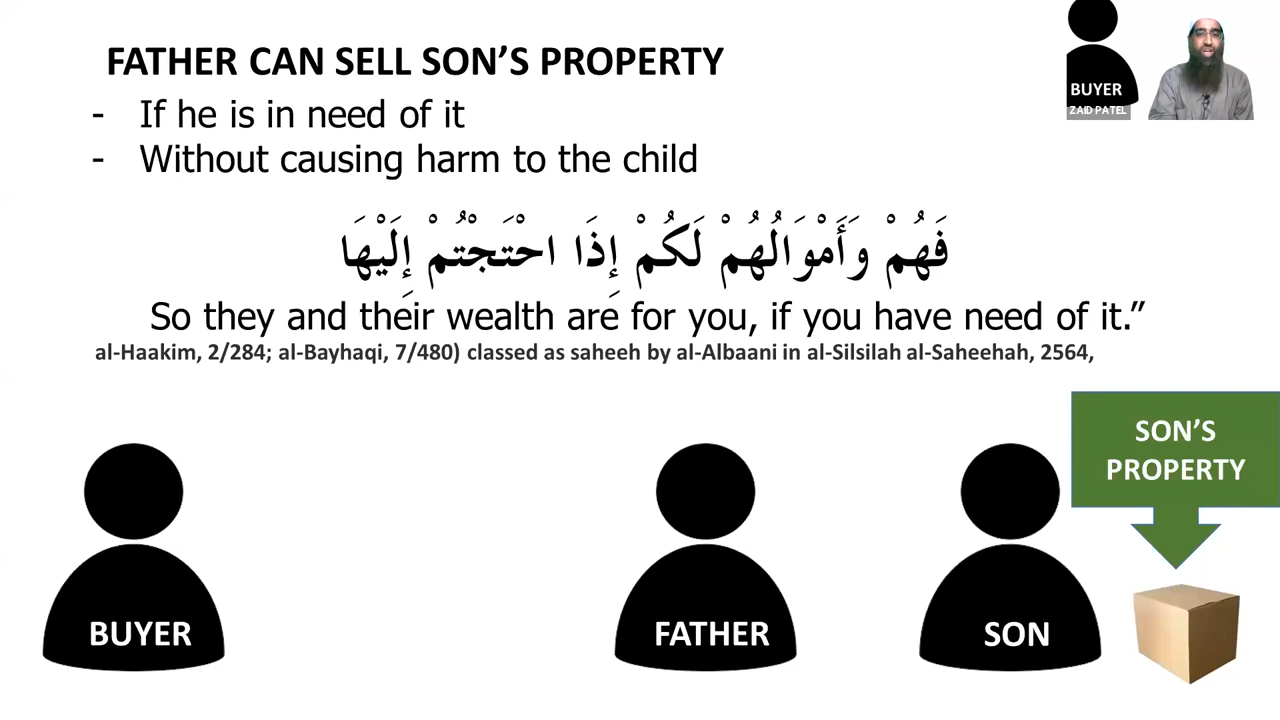 FATHER CAN SELL SON'S PROPERTY
- If he is in need of it
- Without causing harm to the child
فَهُمْ وَأَمْوَالُهُمْ لَكُمْ إِذَا احْتَجْتُمْ إِلَيْهَا
So they and their wealth are for you, if you have need of it.”
al-Haakim, 2/284; al-Bayhaqi, 7/480) classed as saheeh by al-Albaani in al-Silsilah al-Saheehah, 2564,
BUYER
ZAID PATEL
SON'S
PROPERTY
BUYER
FATHER
SON